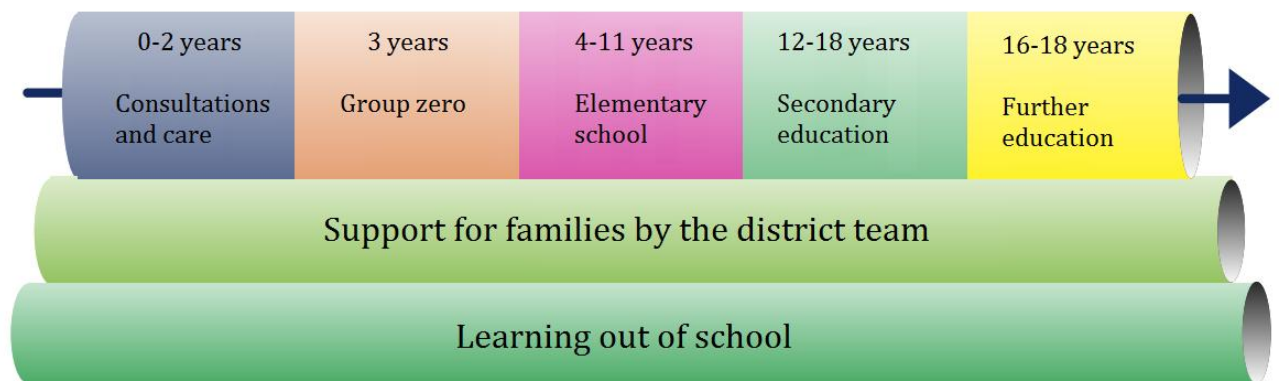 0-2 years
Consultations
and care
3 years
Group zero
4-11 years
Elementary
school
12-18 years
Secondary
education
16-18 years
Further
education
Support for families by the district team
Learning out of school